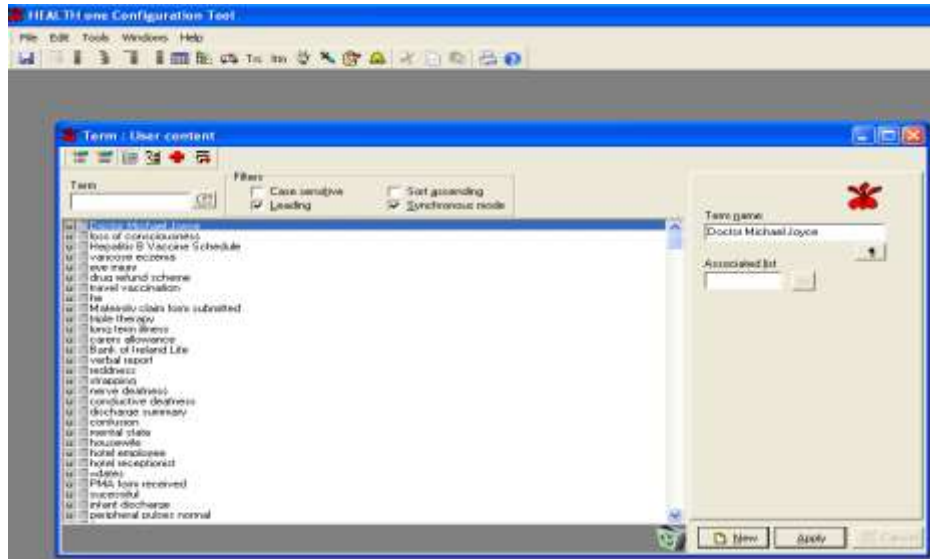 HEALTH one Configuration Tool
File Edit Tools Windows Help
Term : User content
Term
Filters
Case sensitive
Sort ascending
Leading
Synchronous mode
Doctor Michael Joyce
loss of consciousness
Hepatitis B Vaccine Schedule
varicose eczema
eye injury
drug refund scheme
travel vaccination
he
Maternity claim form submitted
triple therapy
long term illness
carers allowance
Bank of Ireland Life
verbal report
reddness
strapping
nerve deafness
conductive deafness
discharge summary
confusion
mental state
housewife
hotel employee
hotel receptionist
PMA form received
infant discharge
peripheral pulses normal
Term name
Doctor Michael Joyce
Associated list
New
Apply
Cancel